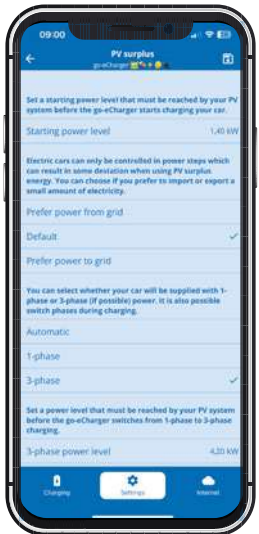 09:00
PV surplus
go-eCharger
Set a starting power level that must be reached by your PV
system before the go-eCharger starts charging your car.
Starting power level 1,40 kW
Electric cars can only be controlled in power steps which
can result in some deviation when using PV surplus
energy. You can choose if you prefer to import or export a
small amount of electricity.
Prefer power from grid
Default
Prefer power to grid
You can select whether your car will be supplied with 1-
phase or 3-phase (if possible) power. It is also possible
switch phases during charging.
Automatic
1-phase
3-phase
Set a power level that must be reached by your PV system
before the go-eCharger switches from 1-phase to 3-phase
charging.
3-phase power level 4,20 kW
Charging Settings Internet